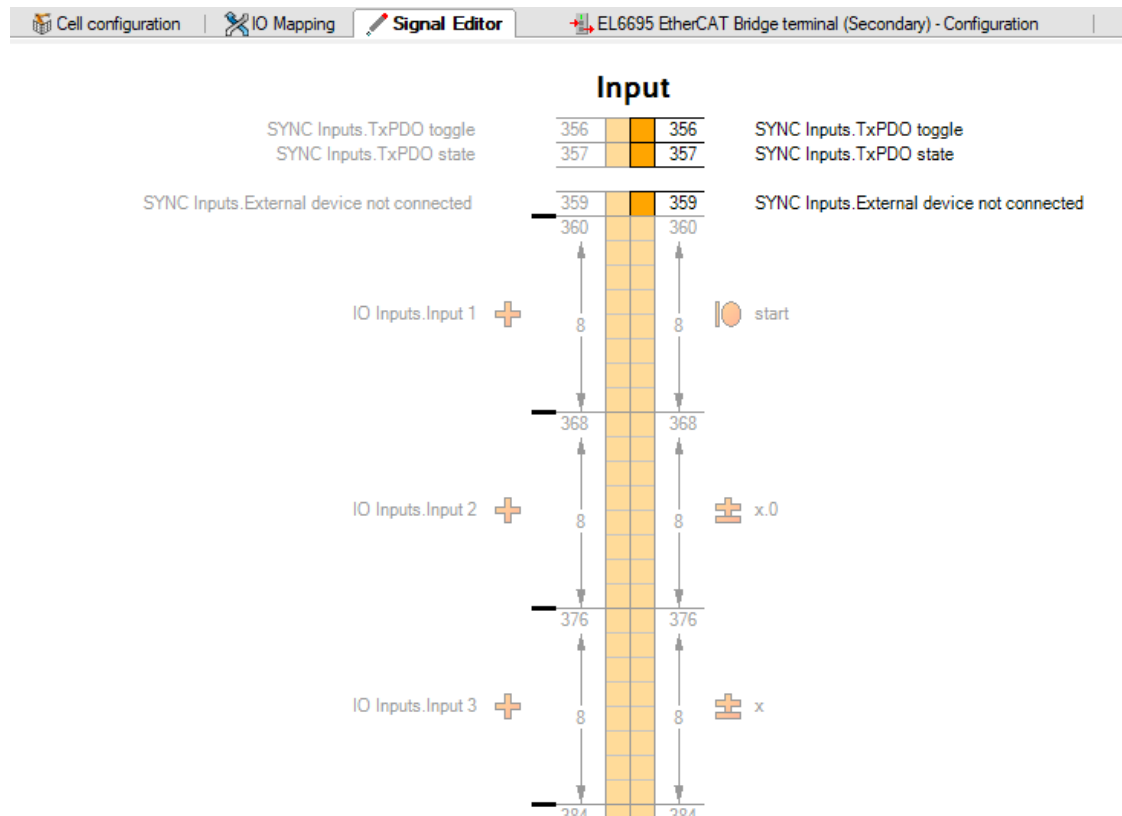 Cell configuration IO Mapping Signal Editor EL6695 EtherCAT Bridge terminal (Secondary) - Configuration
Input
SYNC Inputs.TxPDO toggle 356 356 SYNC Inputs.TxPDO toggle
SYNC Inputs.TxPDO state 357 357 SYNC Inputs.TxPDO state
SYNC Inputs.External device not connected 359 359 SYNC Inputs.External device not connected
360 360
IO Inputs.Input 1 8 8 start
368 368
IO Inputs.Input 2 8 8 x.0
376 376
IO Inputs.Input 3 8 8 x
384 384